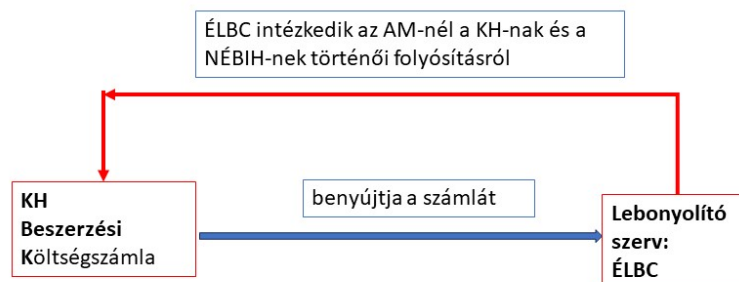 ÉLBC intézkedik az AM-nél a KH-nak és a
NÉBIH-nek történői folyósításról
KH
Beszerzési
Költségszámla
benyújtja a számlát
Lebonyolító
szerv:
ÉLBC